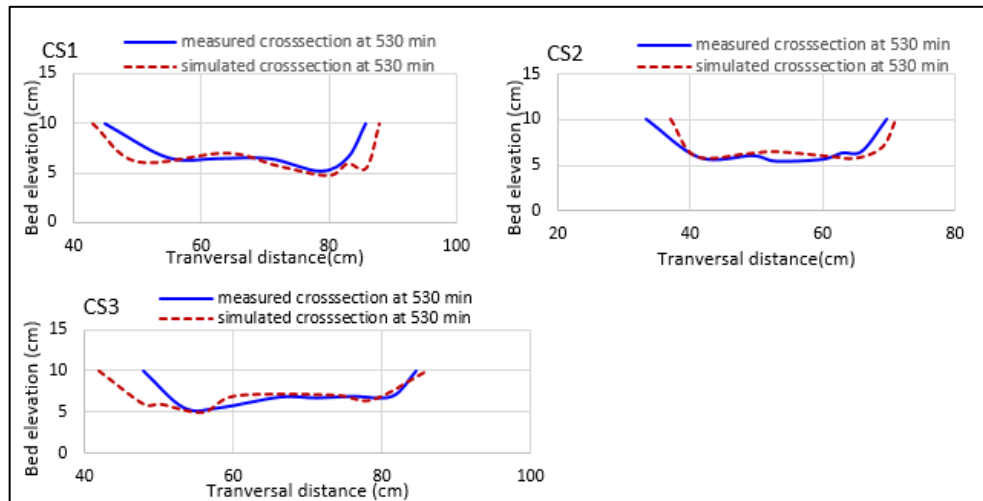 CS1
measured crosssection at 530 min
simulated crosssection at 530 min
Bed elevation (cm)
15
10
5
0
40 60 80 100
Tranversal distance(cm)
CS2
measured crosssection at 530 min
simulated crosssection at 530 min
Bed elevation (cm)
15
10
5
0
20 40 60 80
Tranversal distance(cm)
CS3
measured crosssection at 530 min
simulated crosssection at 530 min
Bed elevation (cm)
15
10
5
0
40 60 80 100
Tranversal distance (cm)